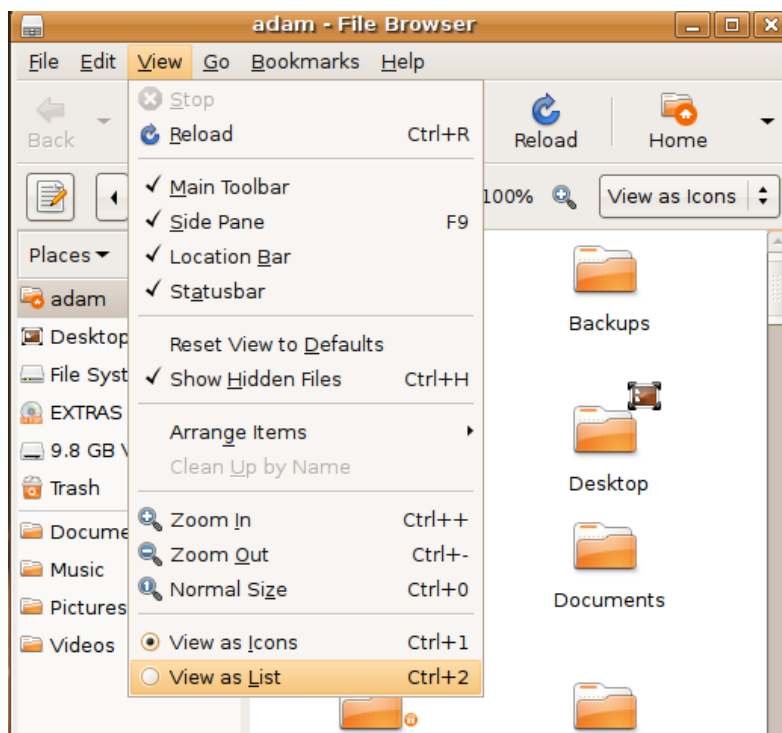 adam - File Browser
File Edit View Go Bookmarks Help
Back
Reload
Home
100%
View as Icons
Stop
Reload Ctrl+R
Main Toolbar
Side Pane F9
Location Bar
Statusbar
Reset View to Defaults
Show Hidden Files Ctrl+H
Arrange Items
Clean Up by Name
Zoom In Ctrl++
Zoom Out Ctrl+-
Normal Size Ctrl+0
View as Icons Ctrl+1
View as List Ctrl+2
Places
adam
Desktop
File Syst
EXTRAS
9.8 GB
Trash
Docume
Music
Pictures
Videos
Backups
Desktop
Documents